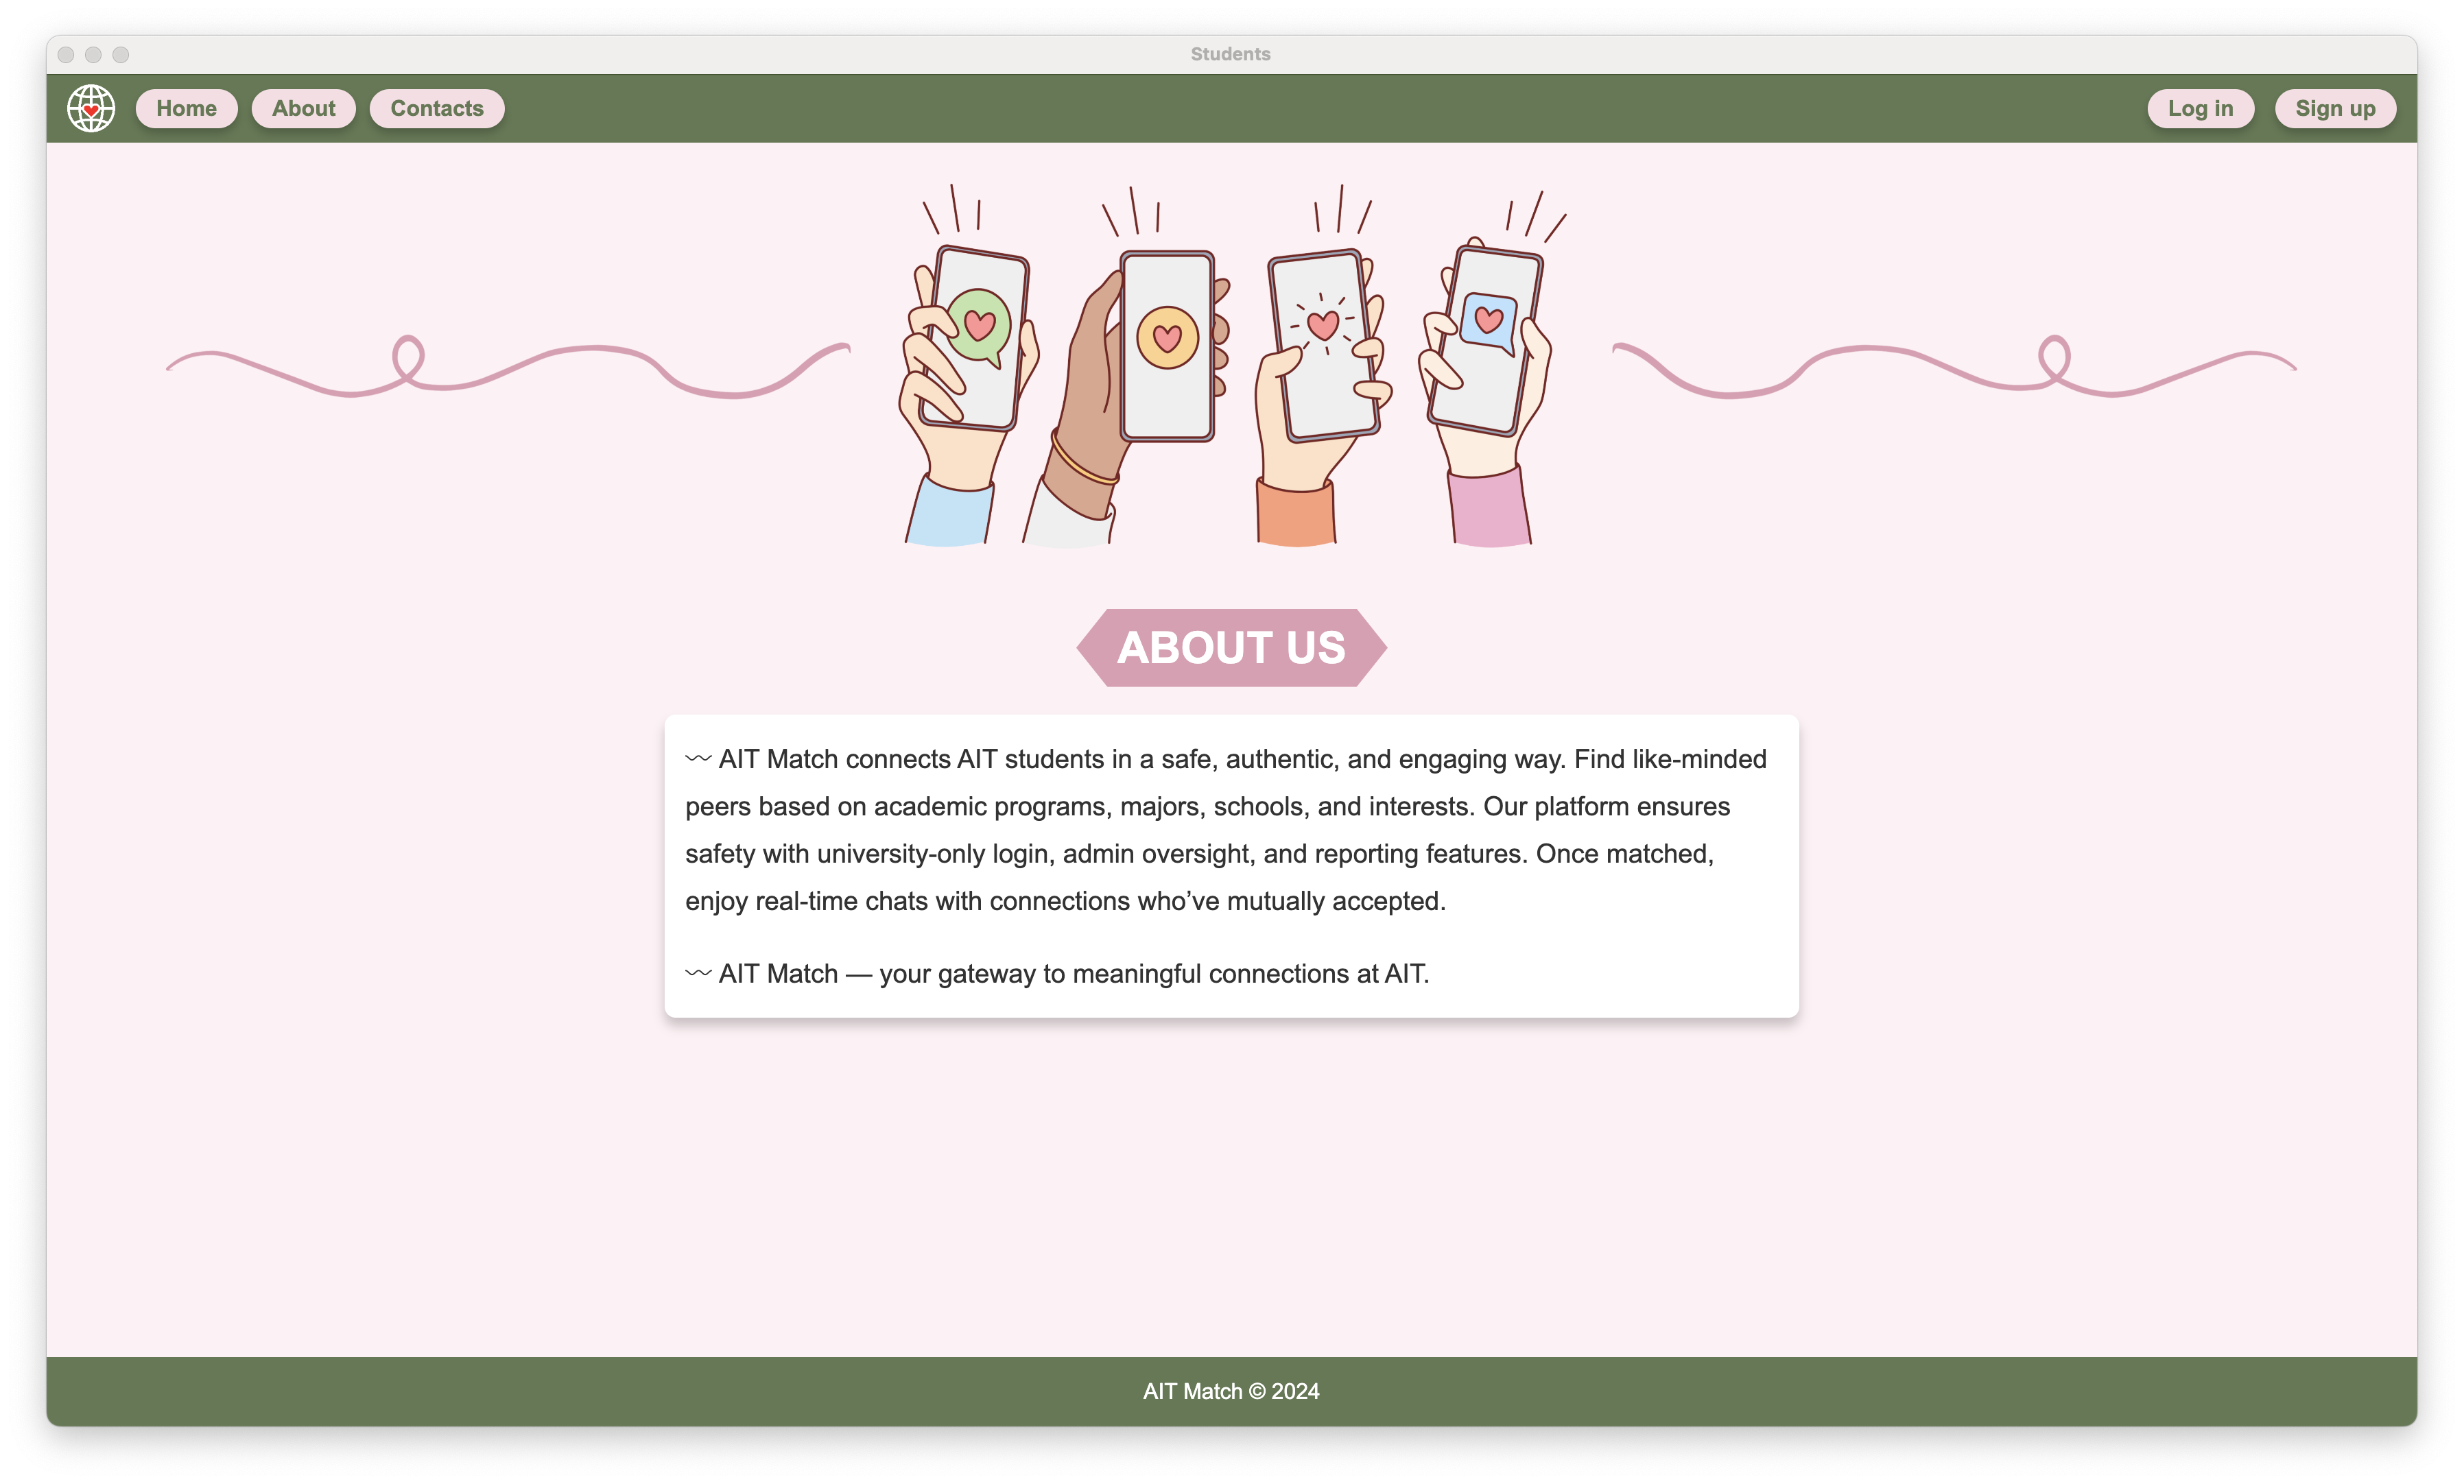 Students
Home About Contacts Log in Sign up
ABOUT US
〰 AIT Match connects AIT students in a safe, authentic, and engaging way. Find like-minded
peers based on academic programs, majors, schools, and interests. Our platform ensures
safety with university-only login, admin oversight, and reporting features. Once matched,
enjoy real-time chats with connections who’ve mutually accepted.
〰 AIT Match — your gateway to meaningful connections at AIT.
AIT Match © 2024